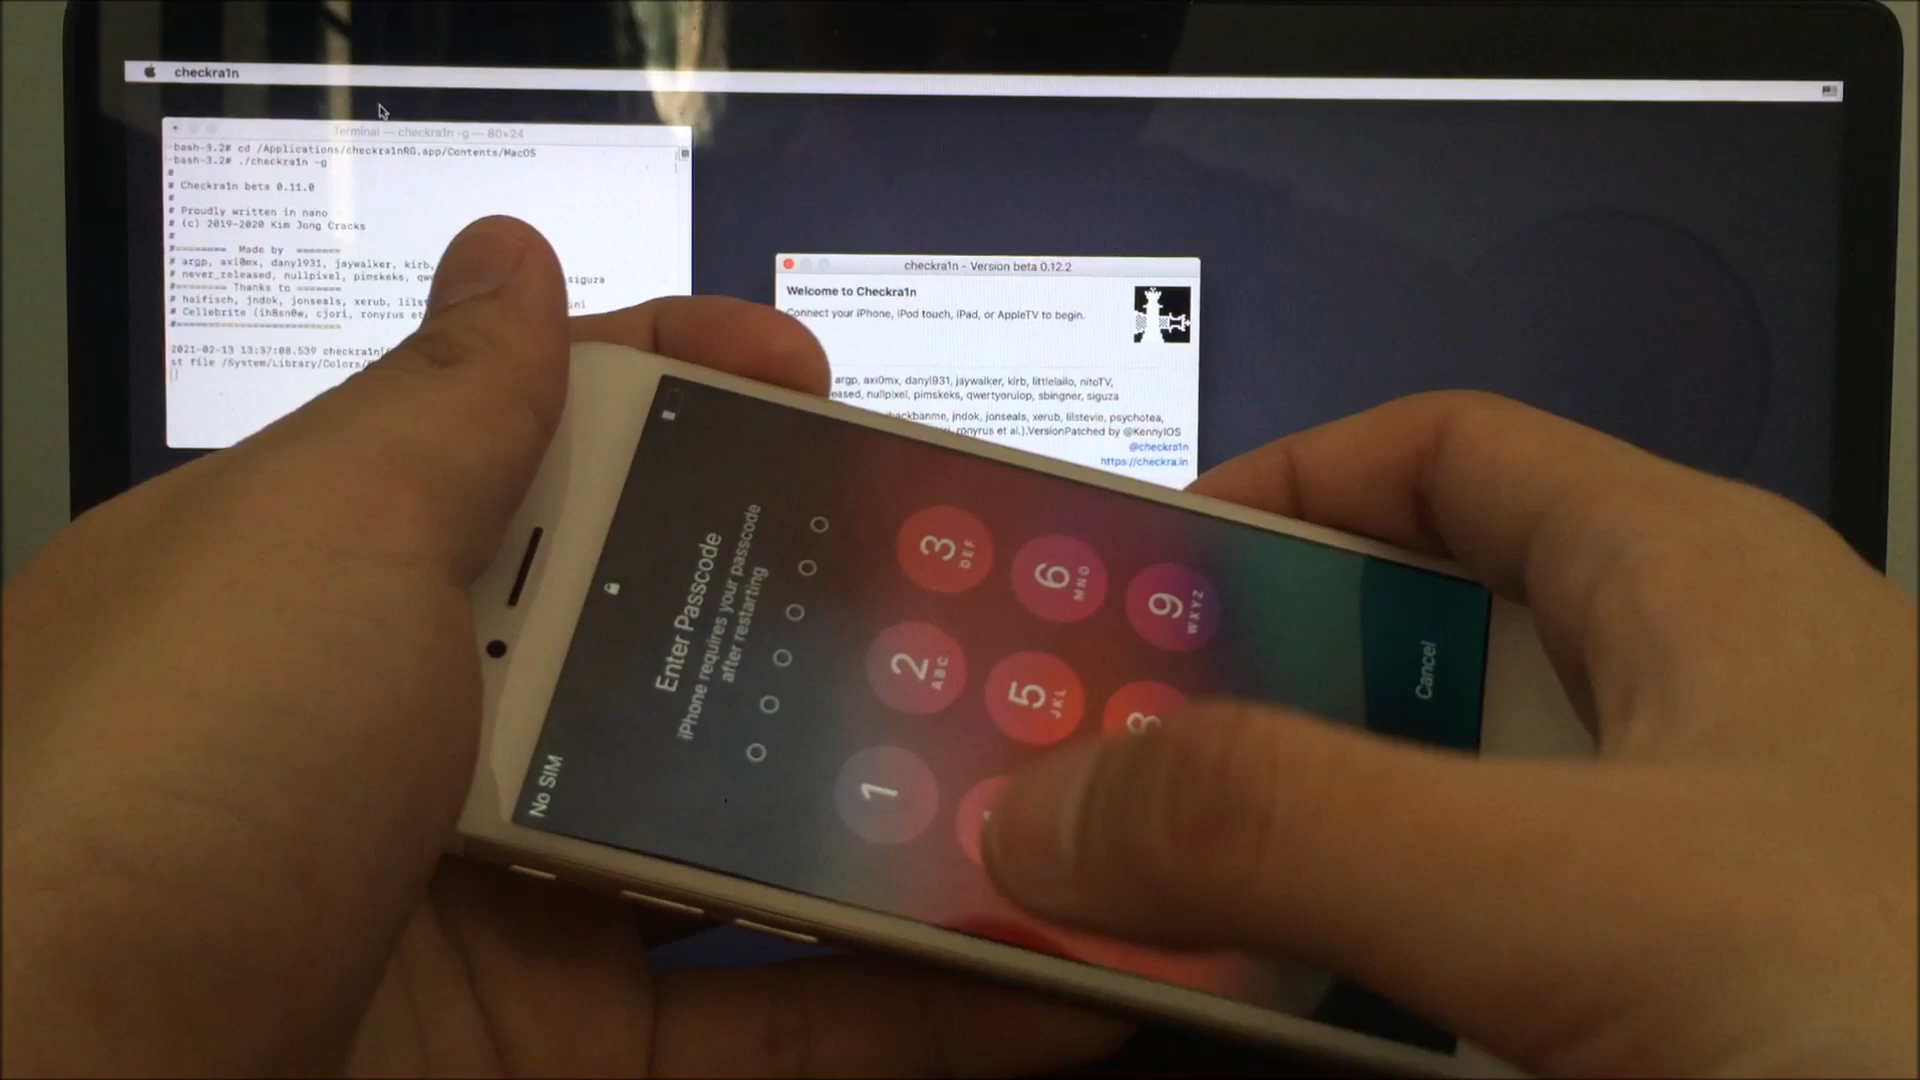 checkra1n
Terminal — checkra1n -g — 80×24
-bash-3.2# cd /Applications/checkra1nRG.app/Contents/MacOS
-bash-3.2# ./checkra1n -g
#
# Checkra1n beta 0.11.0
#
# Proudly written in nano
# (c) 2019-2020 Kim Jong Cracks
#
#======== Made by =======
# argp, axi0mx, danyl931, jaywalker, kirb,
# never_released, nullpixel, pimskeks, siguza
#======== Thanks to =======
# haifisch, jndok, jonseals, xerub,
# Cellebrite (ih8sn0w, cjori, ronyrus
#========================
2021-02-13 13:37:08.539 checkra1n
st file /System/Library/Colors/
checkra1n - Version beta 0.12.2
Welcome to Checkra1n
Connect your iPhone, iPod touch, iPad, or AppleTV to begin.
argp, axi0mx, danyl931, jaywalker, kirb, littlelailo, nitoTV,
nullpixel, pimskeks, qwertyoruiop, sbingner, siguza
jndok, jonseals, xerub, lilstevie, psychotea,
ronyrus et al.).VersionPatched by @KennyIOS
@checkra1n
https://checkra.in
No SIM
Enter Passcode
iPhone requires your passcode
after restarting
1
2
ABC
3
DEF
5
JKL
6
MNO
8
9
WXYZ
Cancel